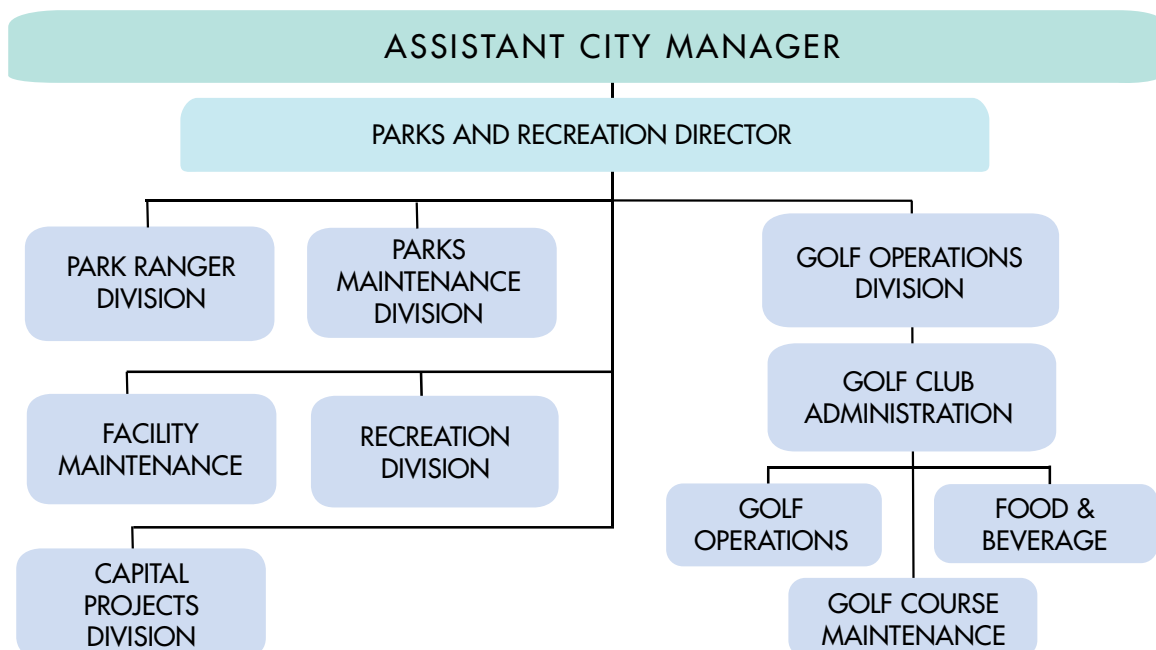 ASSISTANT CITY MANAGER
PARKS AND RECREATION DIRECTOR
PARK RANGER
DIVISION
PARKS
MAINTENANCE
DIVISION
GOLF OPERATIONS
DIVISION
FACILITY
MAINTENANCE
RECREATION
DIVISION
GOLF CLUB
ADMINISTRATION
GOLF
OPERATIONS
FOOD &
BEVERAGE
CAPITAL
PROJECTS
DIVISION
GOLF COURSE
MAINTENANCE